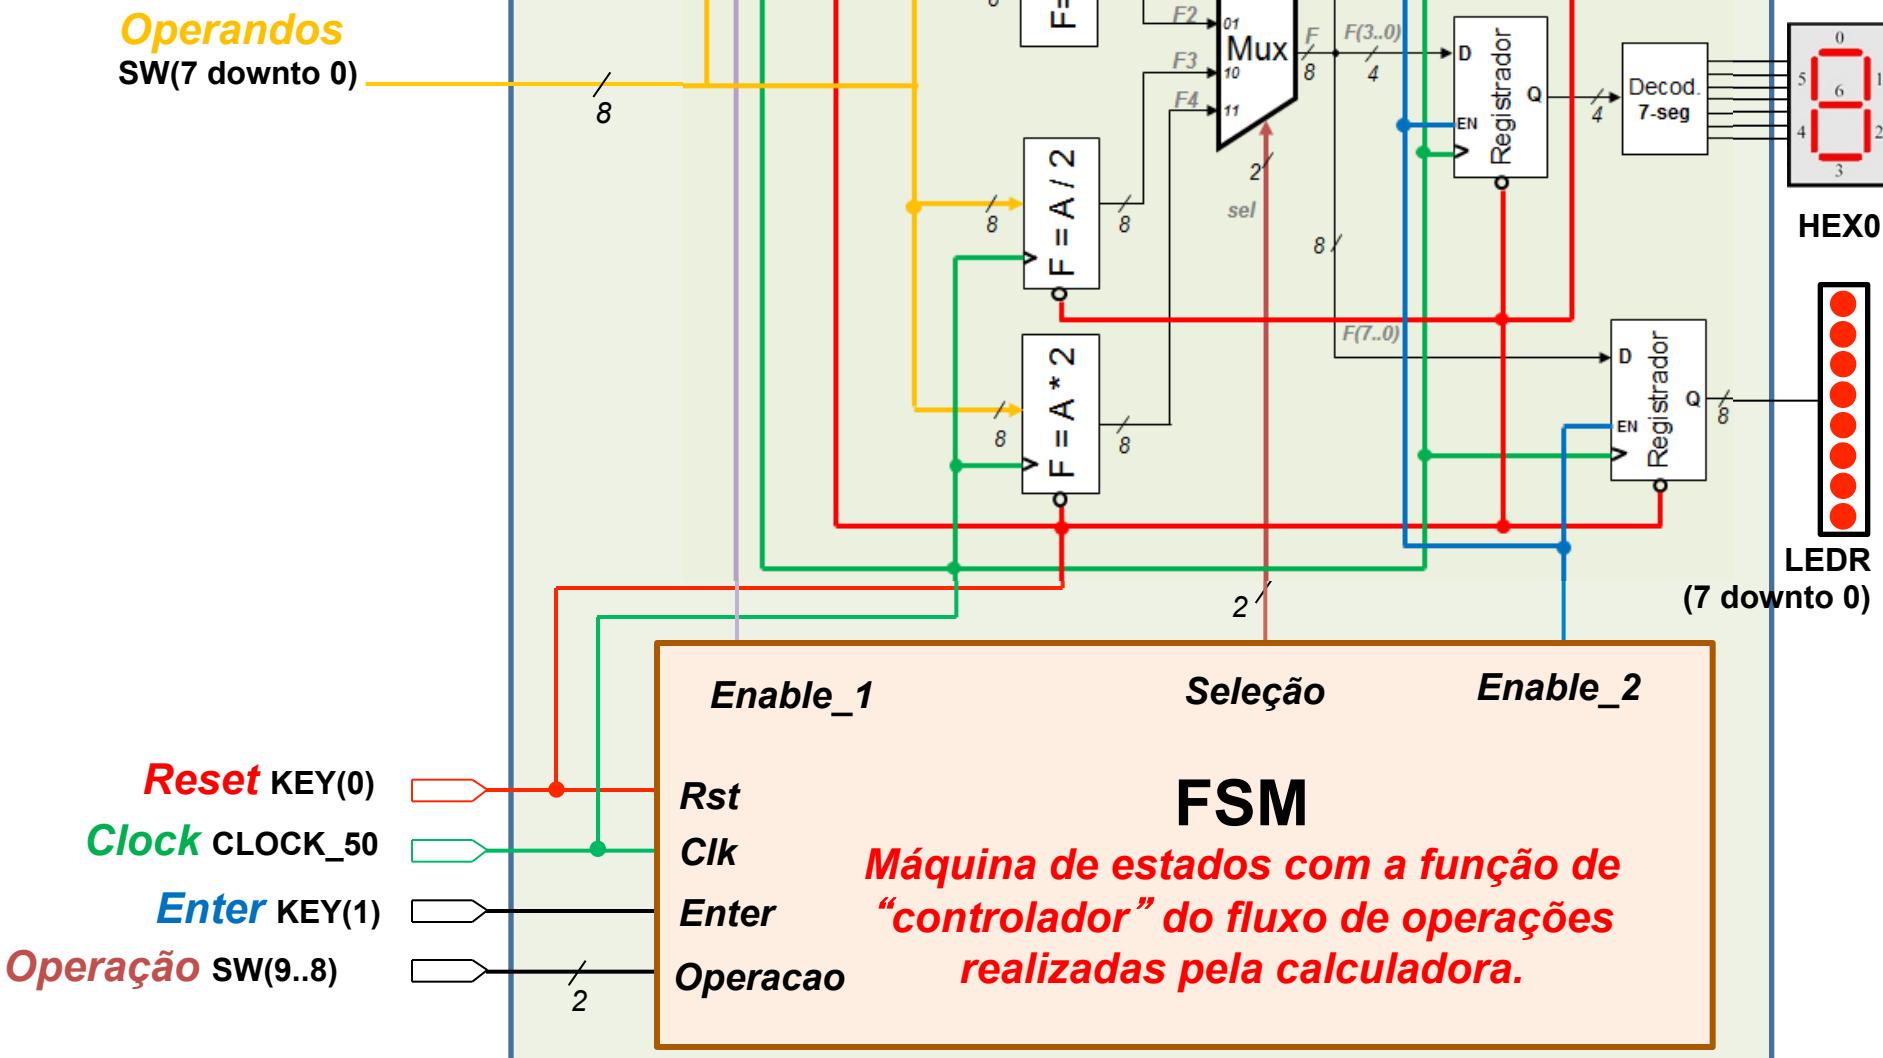 Operandos
SW(7 downto 0)
8
8
F=
F2
F3
F4
01
10
11
Mux
F
8
F(3..0)
4
2
sel
8
D
EN
Q
Registrador
4
Decod.
7-seg
0
5
6
1
4
2
3
HEX0
8
F = A / 2
8
8
F = A * 2
8
F(7..0)
D
EN
Q
Registrador
8
LEDR
(7 downto 0)
2
Enable_1
Seleção
Enable_2
Reset KEY(0)
Rst
Clock CLOCK_50
Clk
Enter KEY(1)
Enter
Operação SW(9..8)
2
Operacao
FSM
Máquina de estados com a função de
“controlador” do fluxo de operações
realizadas pela calculadora.